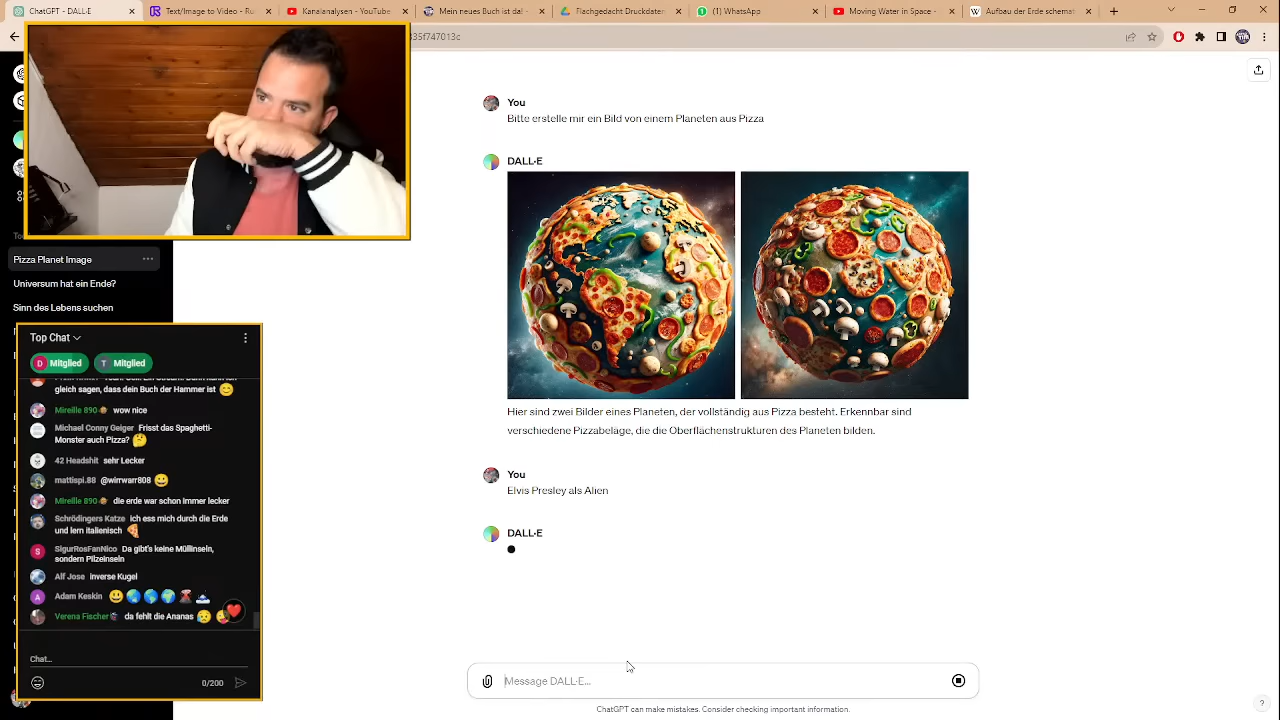 ChatGPT
Text/Image to Video - Ru
Kanalanalysen - YouTube
Mein neues Buch ist da! -
Flachgedacht Druckdater
(1) WhatsApp
Moving Water in Space -
Aufbau der Erde schemat
335f747013c
You
Bitte erstelle mir ein Bild von einem Planeten aus Pizza
DALL·E
Hier sind zwei Bilder eines Planeten, der vollständig aus Pizza besteht. Erkennbar sind
verschiedene Pizzabeläge, die die Oberflächenstrukturen des Planeten bilden.
You
Elvis Presley als Alien
DALL·E
Message DALL·E...
ChatGPT can make mistakes. Consider checking important information.
Pizza Planet Image
Universum hat ein Ende?
Sinn des Lebens suchen
Top Chat
D Mitglied T Mitglied
gleich sagen, dass dein Buch der Hammer ist
Mireille 890 wow nice
Michael Conny Geiger Frisst das Spaghetti-
Monster auch Pizza?
42 Headshit sehr Lecker
mattispi.88 @wirrwarr808
Mireille 890 die erde war schon immer lecker
Schrödingers Katze ich ess mich durch die Erde
und lern italienisch
S SigurRosFanNico Da gibt's keine Müllinseln,
sondern Pilzeinseln
Alf Jose inverse Kugel
A Adam Keskin
Verena Fischer da fehlt die Ananas
Chat...
0/200